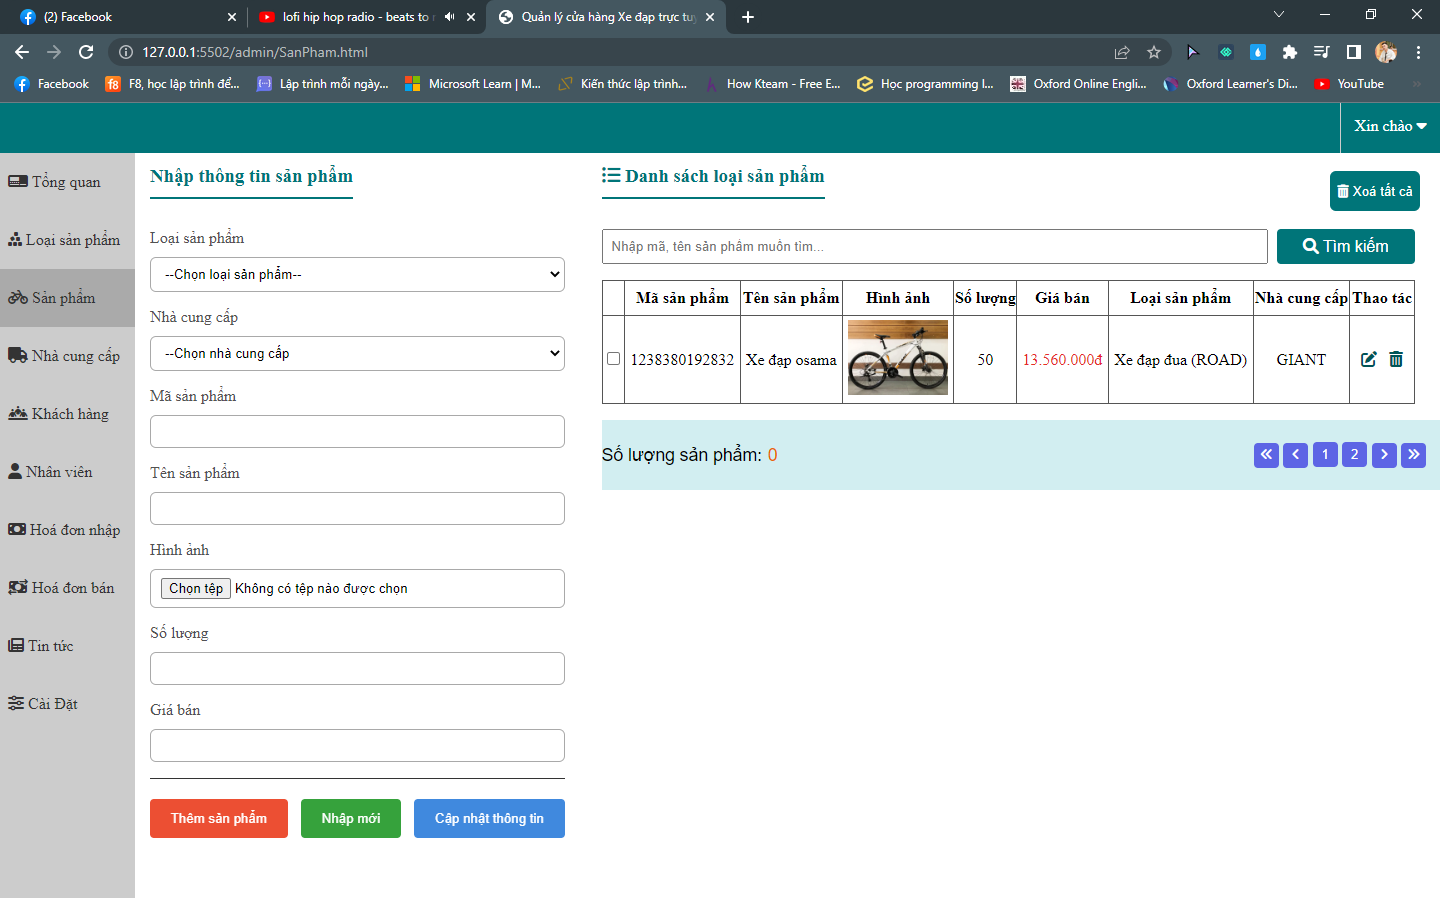 (2) Facebook
lofi hip hop radio - beats to r
Quản lý cửa hàng Xe đạp trực tuy
127.0.0.1:5502/admin/SanPham.html
Facebook
F8, học lập trình để...
Lập trình mỗi ngày...
Microsoft Learn | M...
Kiến thức lập trình...
How Kteam - Free E...
Học programming l...
Oxford Online Engli...
Oxford Learner's Di...
YouTube
Xin chào
Tổng quan
Loại sản phẩm
Sản phẩm
Nhà cung cấp
Khách hàng
Nhân viên
Hoá đơn nhập
Hoá đơn bán
Tin tức
Cài Đặt
Nhập thông tin sản phẩm
Loại sản phẩm
--Chọn loại sản phẩm--
Nhà cung cấp
--Chọn nhà cung cấp
Mã sản phẩm
Tên sản phẩm
Hình ảnh
Chọn tệp Không có tệp nào được chọn
Số lượng
Giá bán
Thêm sản phẩm
Nhập mới
Cập nhật thông tin
Danh sách loại sản phẩm
Xoá tất cả
Nhập mã, tên sản phẩm muốn tìm...
Tìm kiếm
Mã sản phẩm Tên sản phẩm Hình ảnh Số lượng Giá bán Loại sản phẩm Nhà cung cấp Thao tác
1238380192832 Xe đạp osama 50 13.560.000đ Xe đạp đua (ROAD) GIANT
Số lượng sản phẩm: 0
1 2